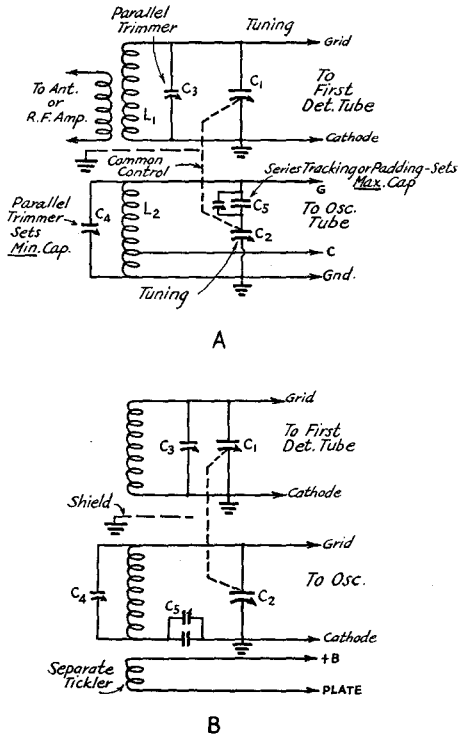 Parallel
Trimmer
Tuning
Grid
To Ant.
or
R.F. Amp.
L1
C3
C1
To
First
Det. Tube
Cathode
Common
Control
Series Tracking or Padding-Sets
Max. Cap
G
Parallel
Trimmer
Sets
Min. Cap.
C4
L2
C5
C2
To Osc.
Tube
C
Tuning
Gnd.
A
Grid
C3
C1
To First
Det. Tube
Cathode
Shield
Grid
C4
C5
C2
To Osc.
Cathode
Separate
Tickler
+B
PLATE
B